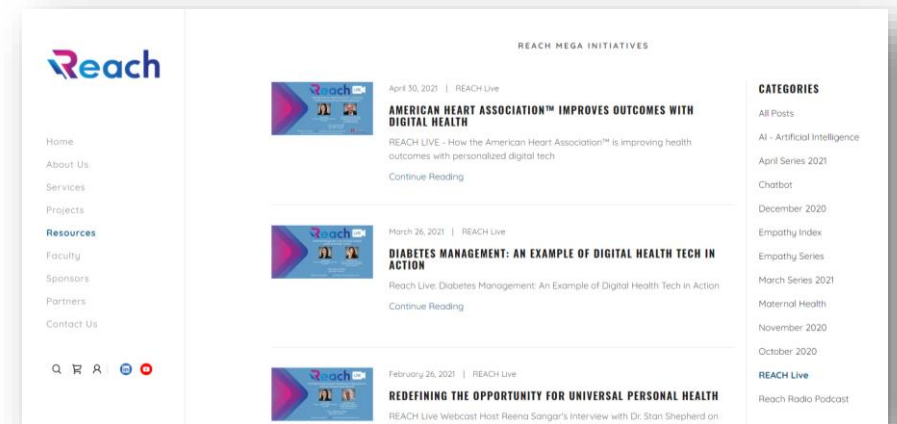 Reach
Home
About Us
Services
Projects
Resources
Faculty
Sponsors
Partners
Contact Us
REACH MEGA INITIATIVES
Reach LIVE
April 30, 2021 | REACH Live
AMERICAN HEART ASSOCIATION™ IMPROVES OUTCOMES WITH
DIGITAL HEALTH
REACH LIVE - How the American Heart Association™ is improving health
outcomes with personalized digital tech
Continue Reading
Reach LIVE
March 26, 2021 | REACH Live
DIABETES MANAGEMENT: AN EXAMPLE OF DIGITAL HEALTH TECH IN
ACTION
Reach Live: Diabetes Management: An Example of Digital Health Tech in Action
Continue Reading
Reach LIVE
February 26, 2021 | REACH Live
REDEFINING THE OPPORTUNITY FOR UNIVERSAL PERSONAL HEALTH
REACH Live Webcast Host Reena Sangar's Interview with Dr. Stan Shepherd on
CATEGORIES
All Posts
AI - Artificial Intelligence
April Series 2021
Chatbot
December 2020
Empathy Index
Empathy Series
March Series 2021
Maternal Health
November 2020
October 2020
REACH Live
Reach Radio Podcast